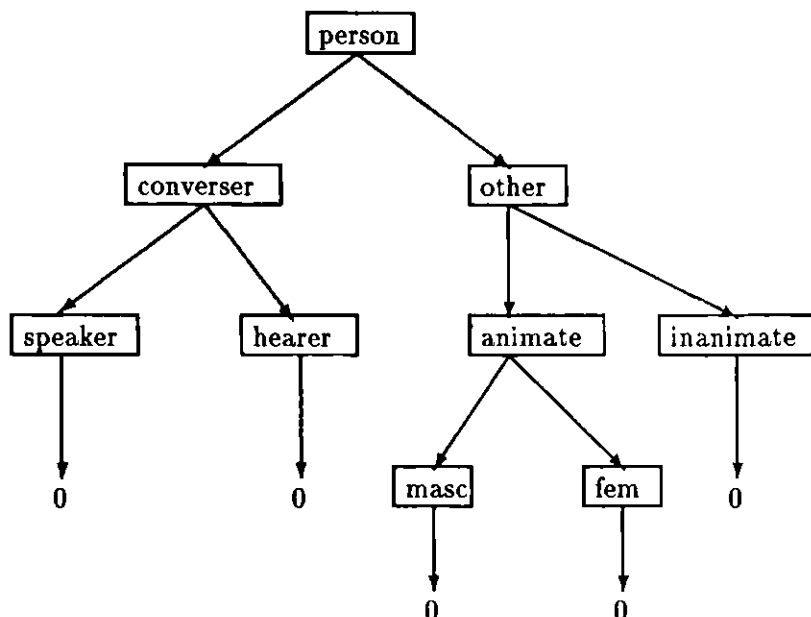 person
converser other
speaker hearer animate inanimate
0 0 masc fem 0
0 0